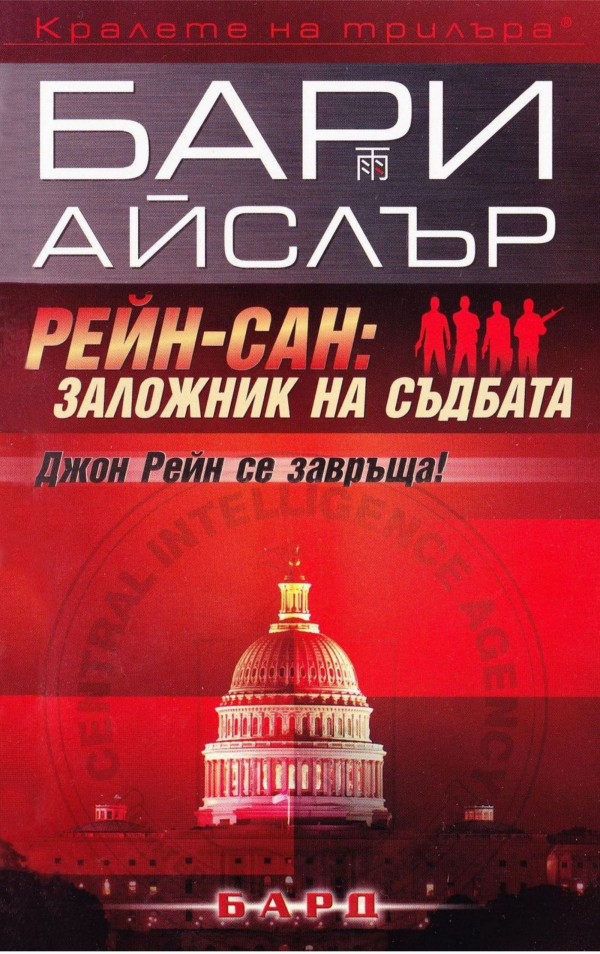 Кралете на трилъра®
БАРИ
雨
АЙСЛЪР
РЕЙН-САН:
ЗАЛОЖНИК НА СЪДБАТА
Джон Рейн се завръща!
CENTRAL INTELLIGENCE AGENCY
БАРД